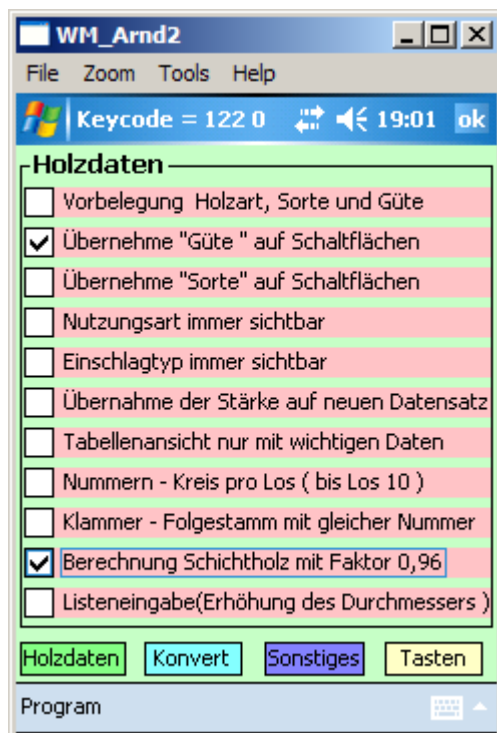 WM_Arnd2
File Zoom Tools Help
Keycode = 122 0 19:01 ok
Holzdaten
Vorbelegung Holzart, Sorte und Güte
Übernehme "Güte " auf Schaltflächen
Übernehme "Sorte" auf Schaltflächen
Nutzungsart immer sichtbar
Einschlagtyp immer sichtbar
Übernahme der Stärke auf neuen Datensatz
Tabellenansicht nur mit wichtigen Daten
Nummern - Kreis pro Los ( bis Los 10 )
Klammer - Folgestamm mit gleicher Nummer
Berechnung Schichtholz mit Faktor 0,96
Listeneingabe(Erhöhung des Durchmessers )
Holzdaten Konvert Sonstiges Tasten
Program